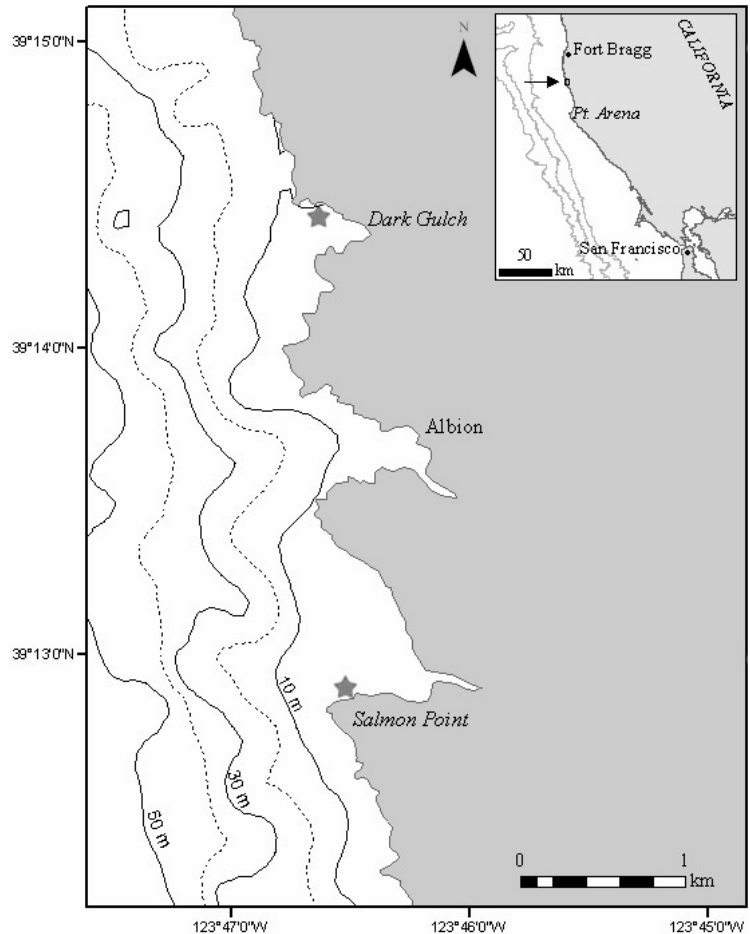 39°15'0"N
N
Fort Bragg
CALIFORNIA
Pt. Arena
San Francisco
50
km
Dark Gulch
39°14'0"N
Albion
39°13'0"N
10 m
Salmon Point
30 m
50 m
0 1
km
123°47'0"W 123°46'0"W 123°45'0"W